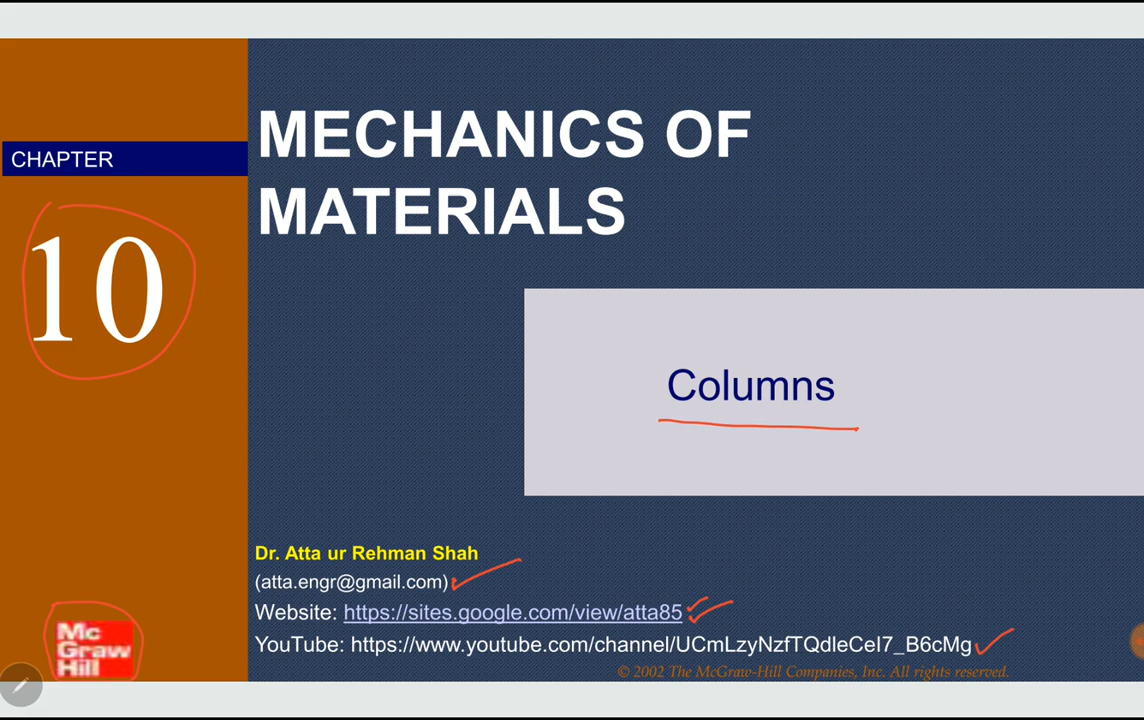 MECHANICS OF
MATERIALS
CHAPTER
10
Columns
Dr. Atta ur Rehman Shah
(atta.engr@gmail.com)
Website: https://sites.google.com/view/atta85
YouTube: https://www.youtube.com/channel/UCmLzyNzfTQdleCeI7_B6cMg
© 2002 The McGraw-Hill Companies, Inc. All rights reserved.
Mc
Graw
Hill